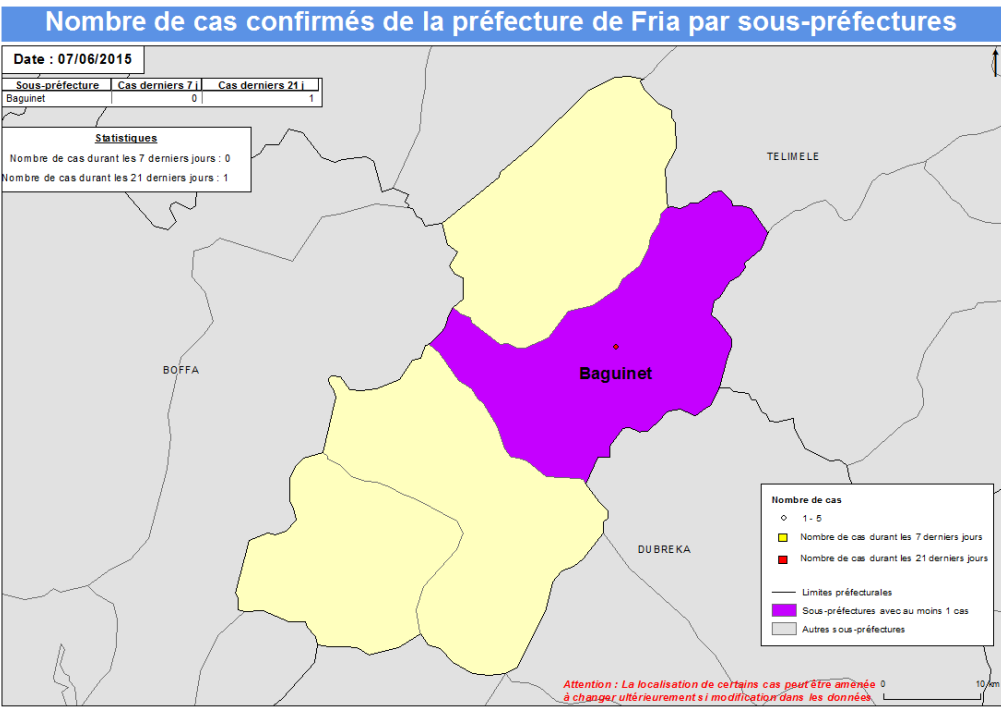 Nombre de cas confirmés de la préfecture de Fria par sous-préfectures
Date : 07/06/2015
Sous-préfecture Cas derniers 7 j Cas derniers 21 j
Baguinet 0 1
Statistiques
Nombre de cas durant les 7 derniers jours : 0
Nombre de cas durant les 21 derniers jours : 1
TELIMELE
BOFFA
Baguinet
DUBREKA
Nombre de cas
1 - 5
Nombre de cas durant les 7 derniers jours
Nombre de cas durant les 21 derniers jours
Limites préfecturales
Sous-préfectures avec au moins 1 cas
Autres sous-préfectures
Attention : La localisation de certains cas peut être amenée
à changer ultérieurement si modification dans les données
0 10 km